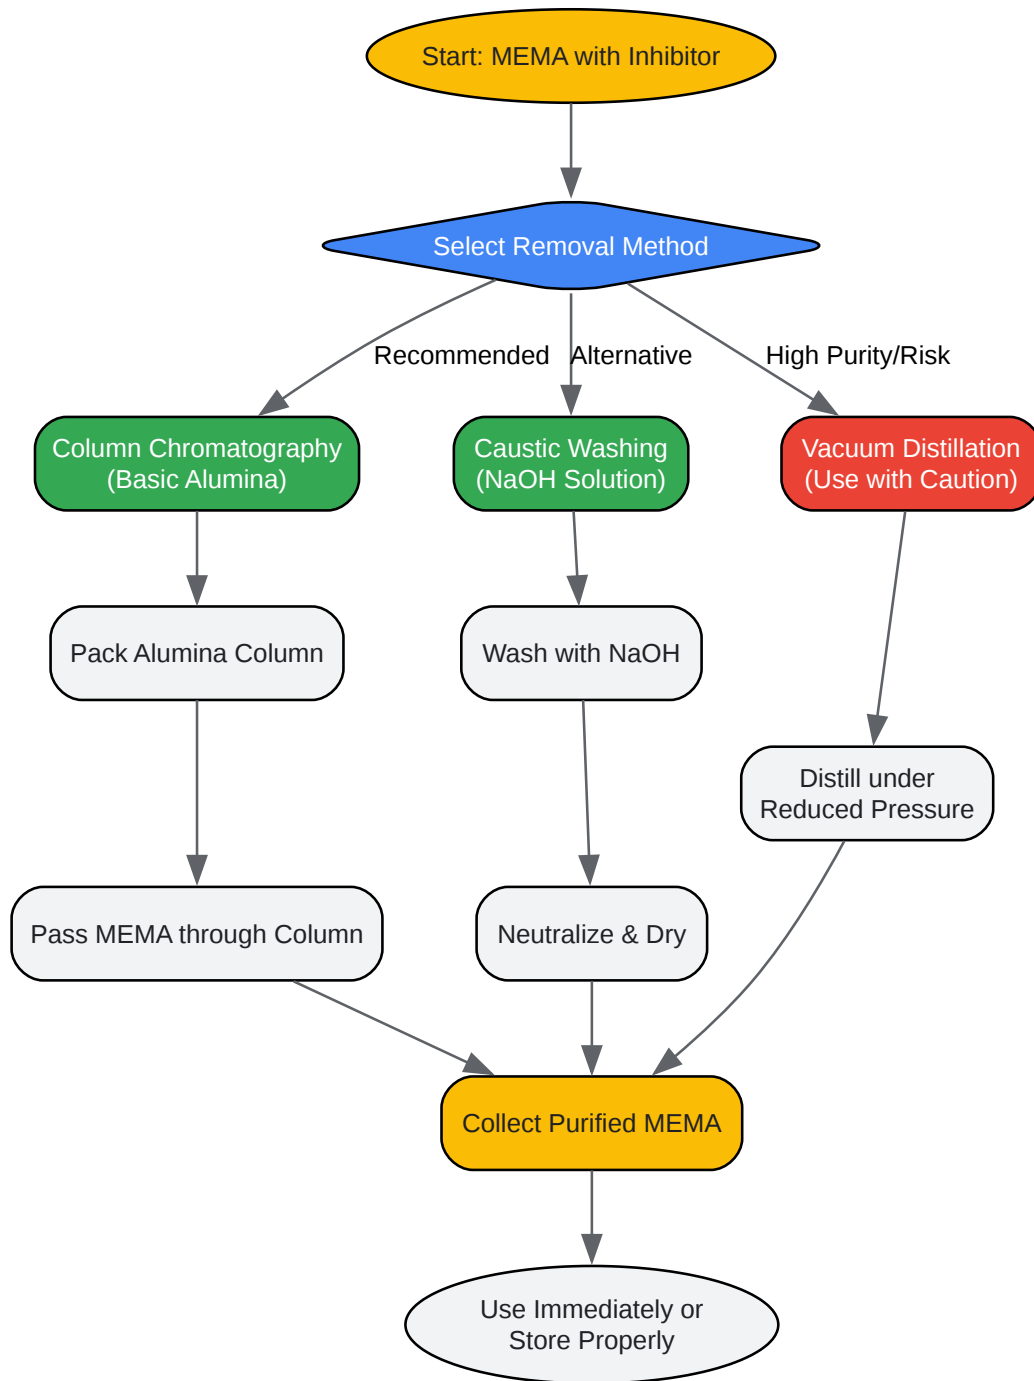 Start: MEMA with Inhibitor
Select Removal Method
Recommended
Alternative
High Purity/Risk
Column Chromatography
(Basic Alumina)
Caustic Washing
(NaOH Solution)
Vacuum Distillation
(Use with Caution)
Pack Alumina Column
Wash with NaOH
Distill under
Reduced Pressure
Pass MEMA through Column
Neutralize & Dry
Collect Purified MEMA
Use Immediately or
Store Properly